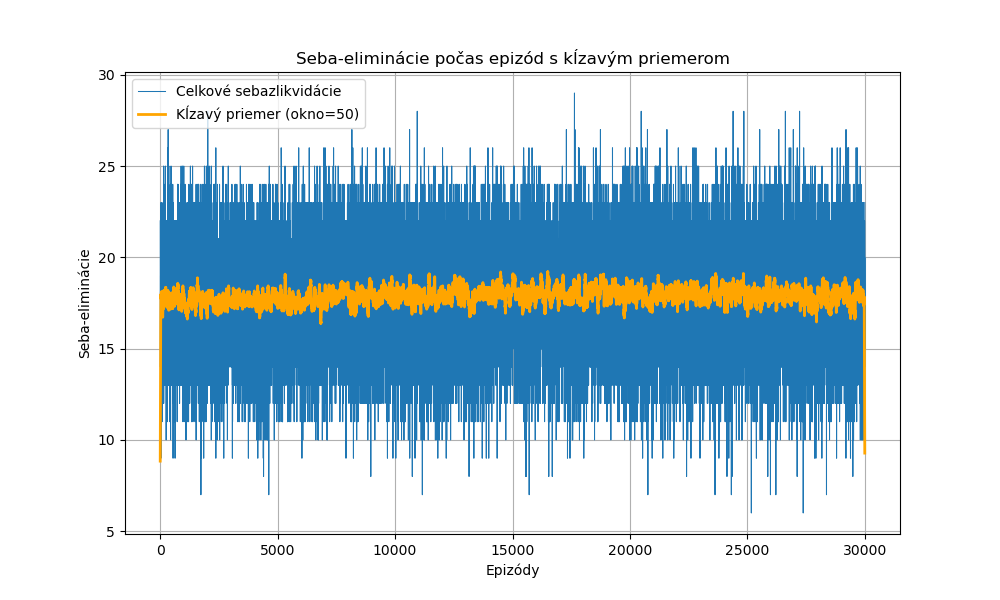 Seba-eliminácie počas epizód s kĺzavým priemerom
Celkové sebazlikvidácie
Kĺzavý priemer (okno=50)
30
25
20
15
10
5
Seba-eliminácie
0 5000 10000 15000 20000 25000 30000
Epizódy